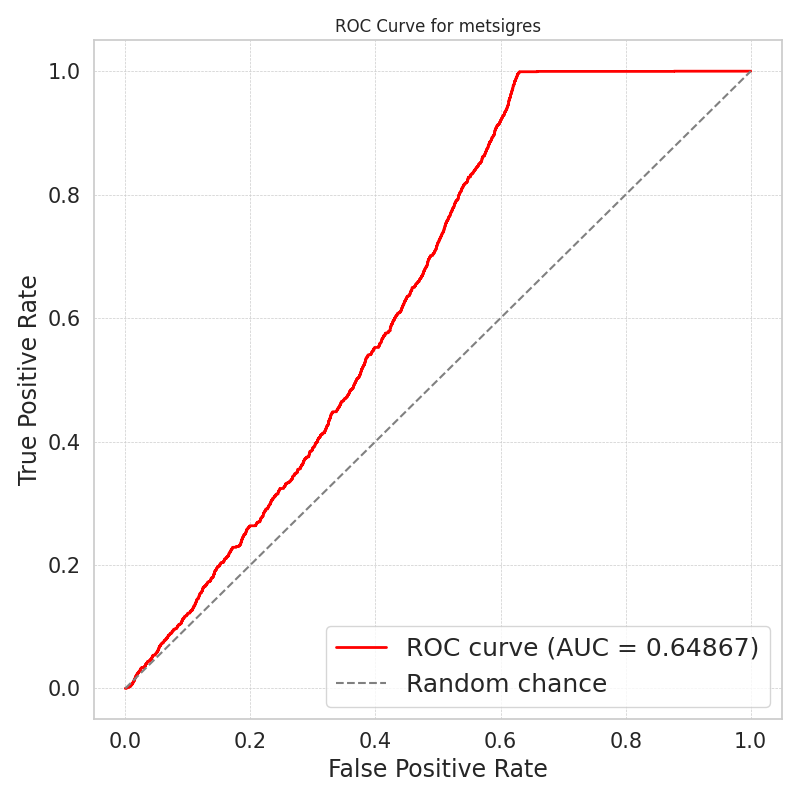 ROC Curve for metsigres
True Positive Rate
1.0
0.8
0.6
0.4
0.2
0.0
ROC curve (AUC = 0.64867)
Random chance
0.0 0.2 0.4 0.6 0.8 1.0
False Positive Rate